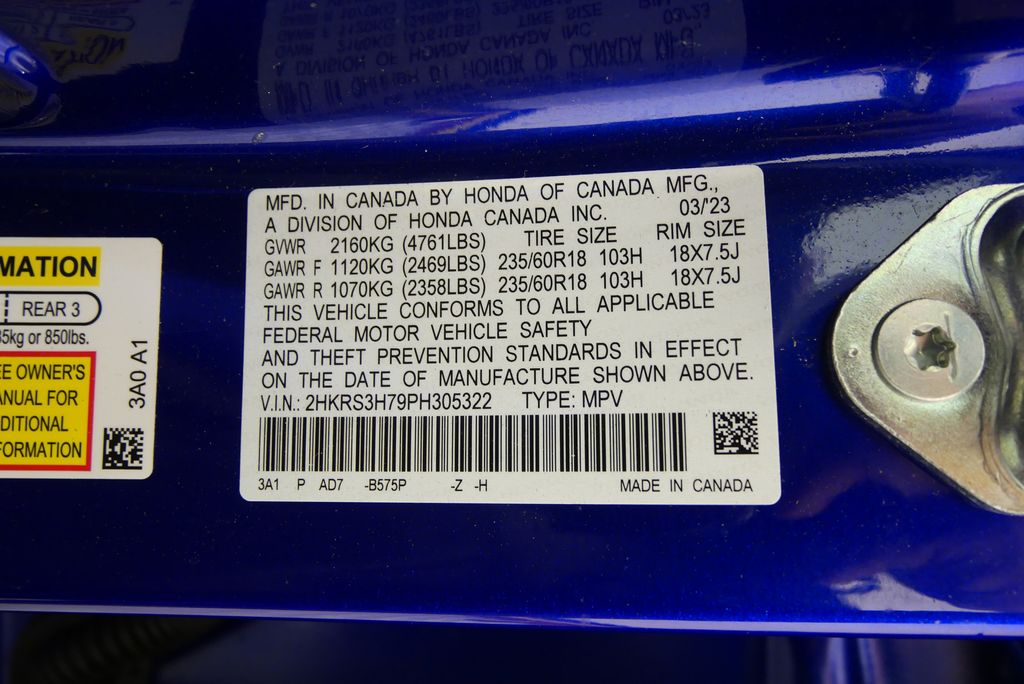 MFD. IN CANADA BY HONDA OF CANADA MFG.,
A DIVISION OF HONDA CANADA INC. 03/'23
GVWR 2160KG (4761LBS) TIRE SIZE RIM SIZE
GAWR F 1120KG (2469LBS) 235/60R18 103H 18X7.5J
GAWR R 1070KG (2358LBS) 235/60R18 103H 18X7.5J
THIS VEHICLE CONFORMS TO ALL APPLICABLE
FEDERAL MOTOR VEHICLE SAFETY
AND THEFT PREVENTION STANDARDS IN EFFECT
ON THE DATE OF MANUFACTURE SHOWN ABOVE.
V.I.N.: 2HKRS3H79PH305322 TYPE: MPV
3A1 P AD7 -B575P -Z -H MADE IN CANADA
MATION
REAR 3
5kg or 850lbs.
EE OWNER'S
ANUAL FOR
DITIONAL
FORMATION
3A0 A1